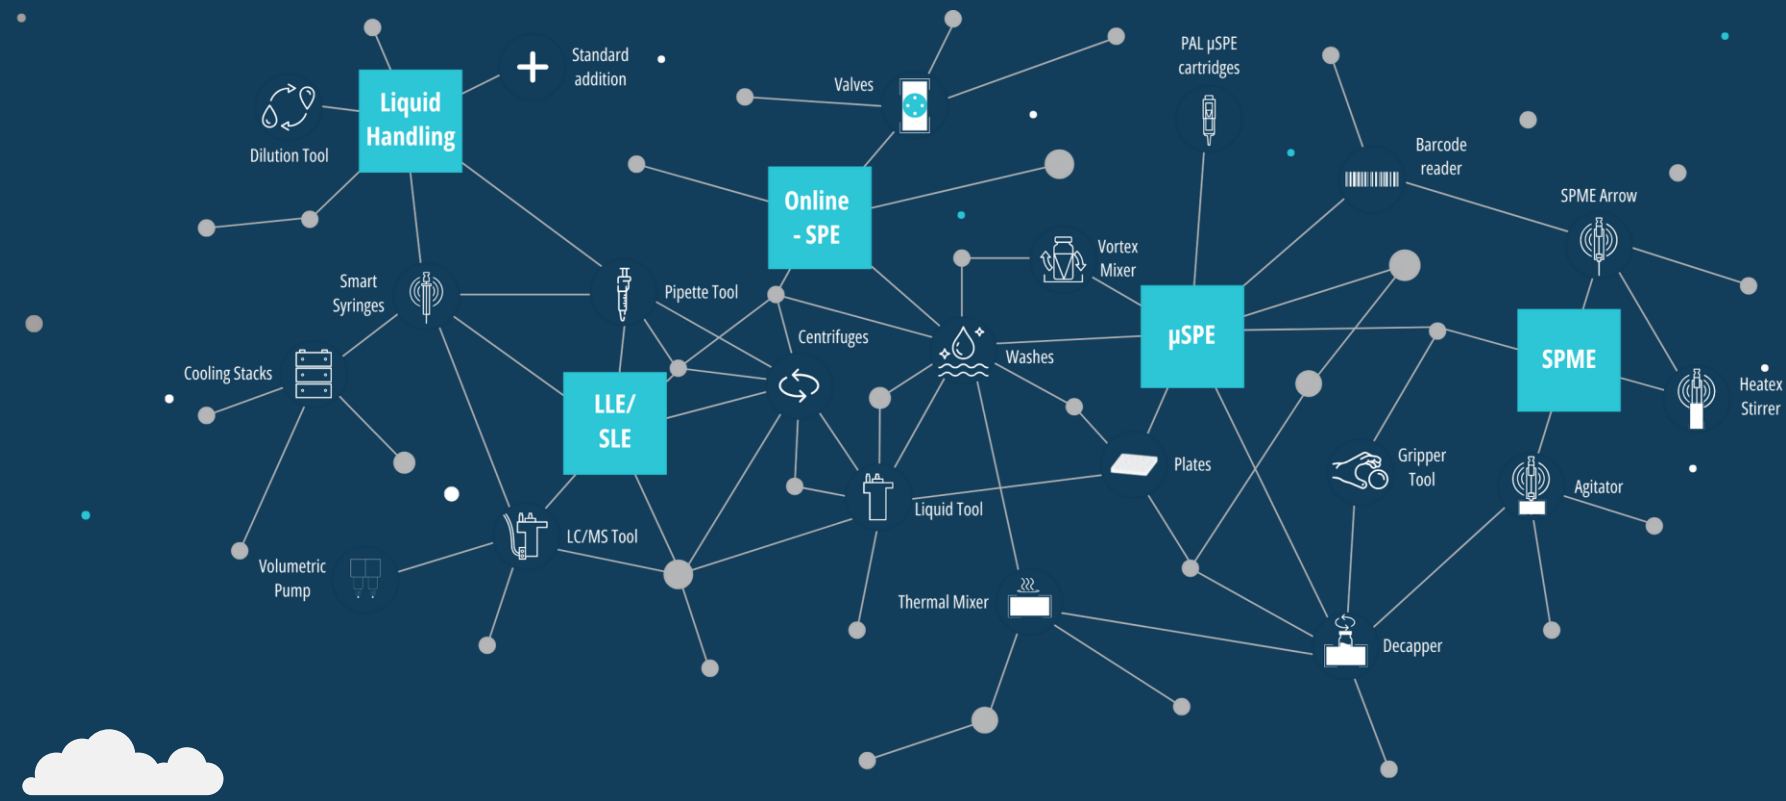 Liquid
Handling
Standard
addition
Dilution Tool
Valves
PAL µSPE
cartridges
Barcode
reader
SPME Arrow
Online
- SPE
Vortex
Mixer
Smart
Syringes
Pipette Tool
Centrifuges
Washes
µSPE
SPME
Cooling Stacks
LLE/
SLE
Heatex
Stirrer
Plates
Gripper
Tool
Agitator
Liquid Tool
LC/MS Tool
Volumetric
Pump
Thermal Mixer
Decapper